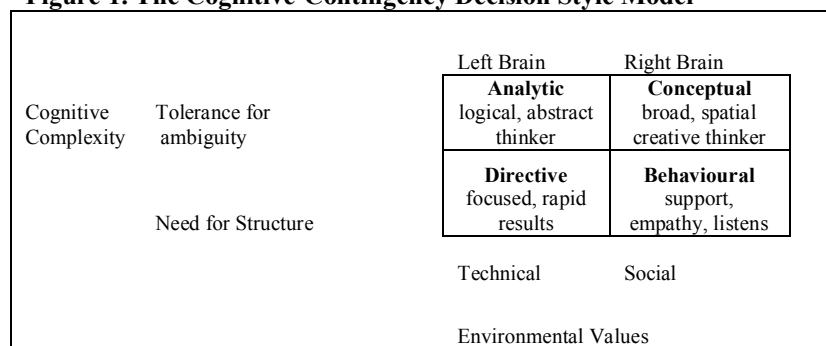 Figure 1. The Cognitive Contingency Decision Style Model
Left Brain Right Brain
Analytic Conceptual
Cognitive Tolerance for logical, abstract broad, spatial
Complexity ambiguity thinker creative thinker
Directive Behavioural
focused, rapid support,
Need for Structure results empathy, listens
Technical Social
Environmental Values